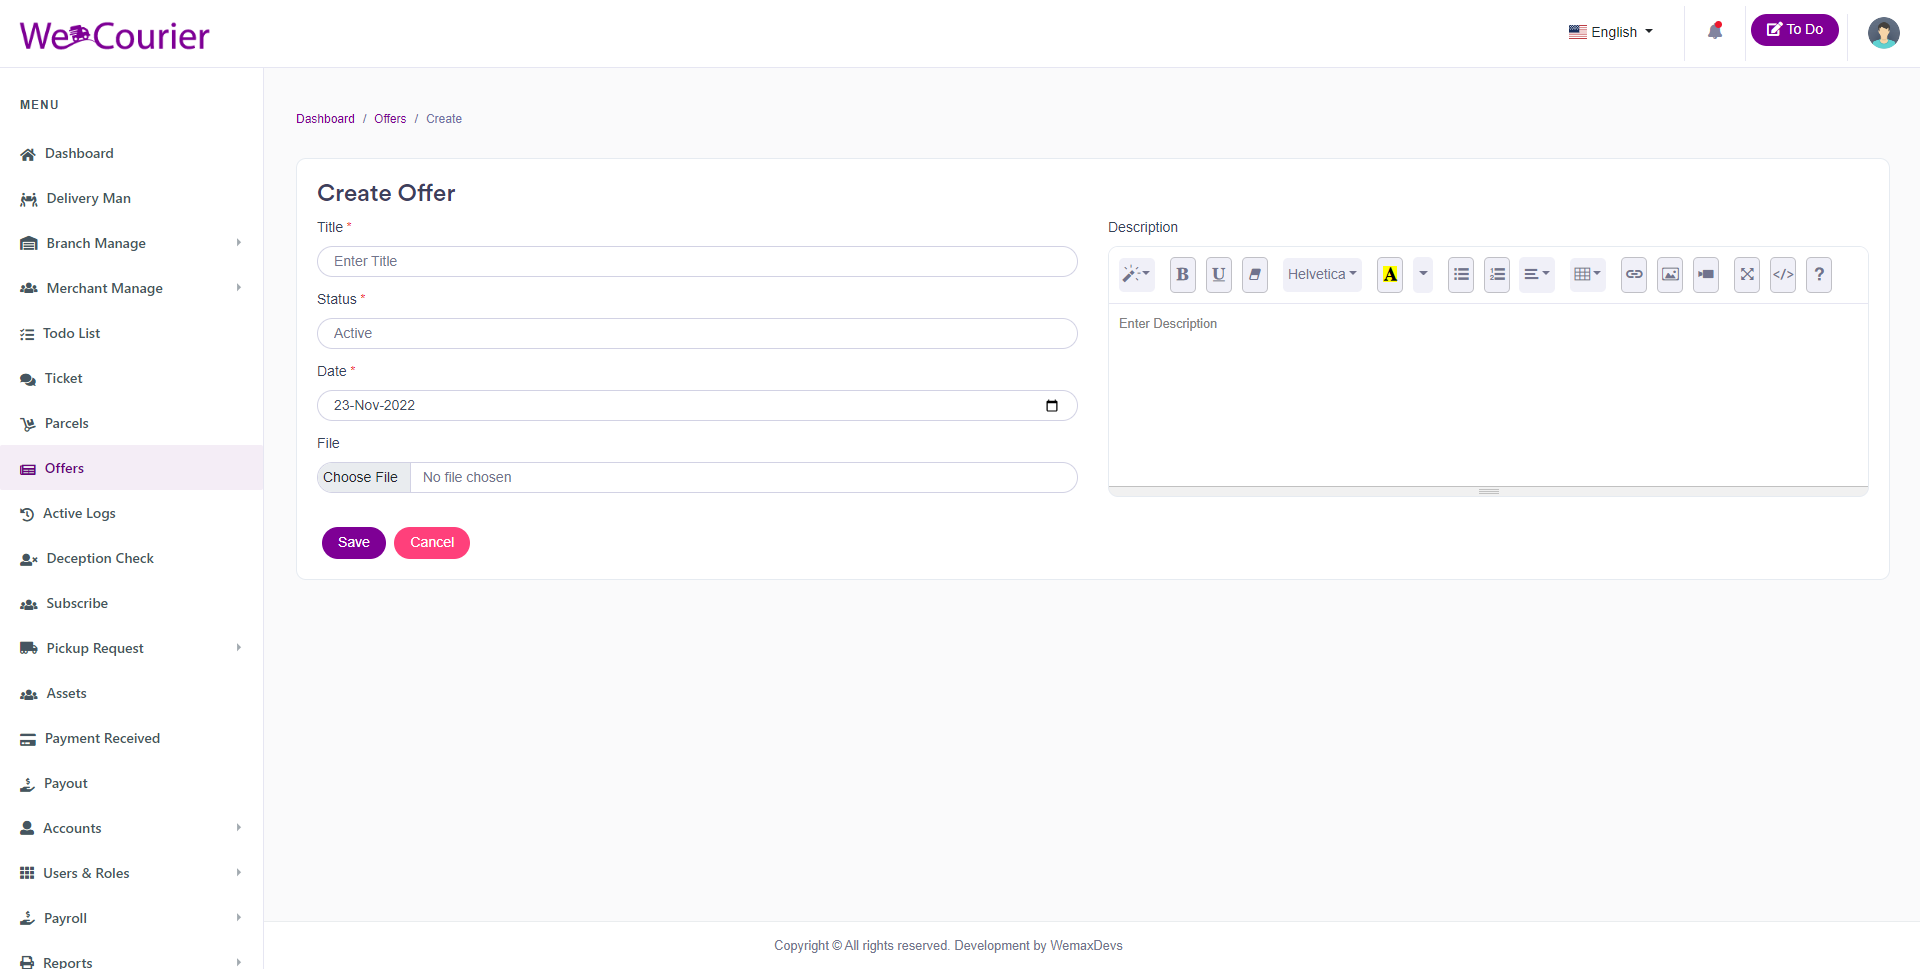 We Courier
English
To Do
MENU
Dashboard
Delivery Man
Branch Manage
Merchant Manage
Todo List
Ticket
Parcels
Offers
Active Logs
Deception Check
Subscribe
Pickup Request
Assets
Payment Received
Payout
Accounts
Users & Roles
Payroll
Reports
Dashboard / Offers / Create
Create Offer
Title *
Enter Title
Status *
Active
Date *
23-Nov-2022
File
Choose File No file chosen
Save Cancel
Description
B U Helvetica A </> ?
Enter Description
Copyright © All rights reserved. Development by WemaxDevs